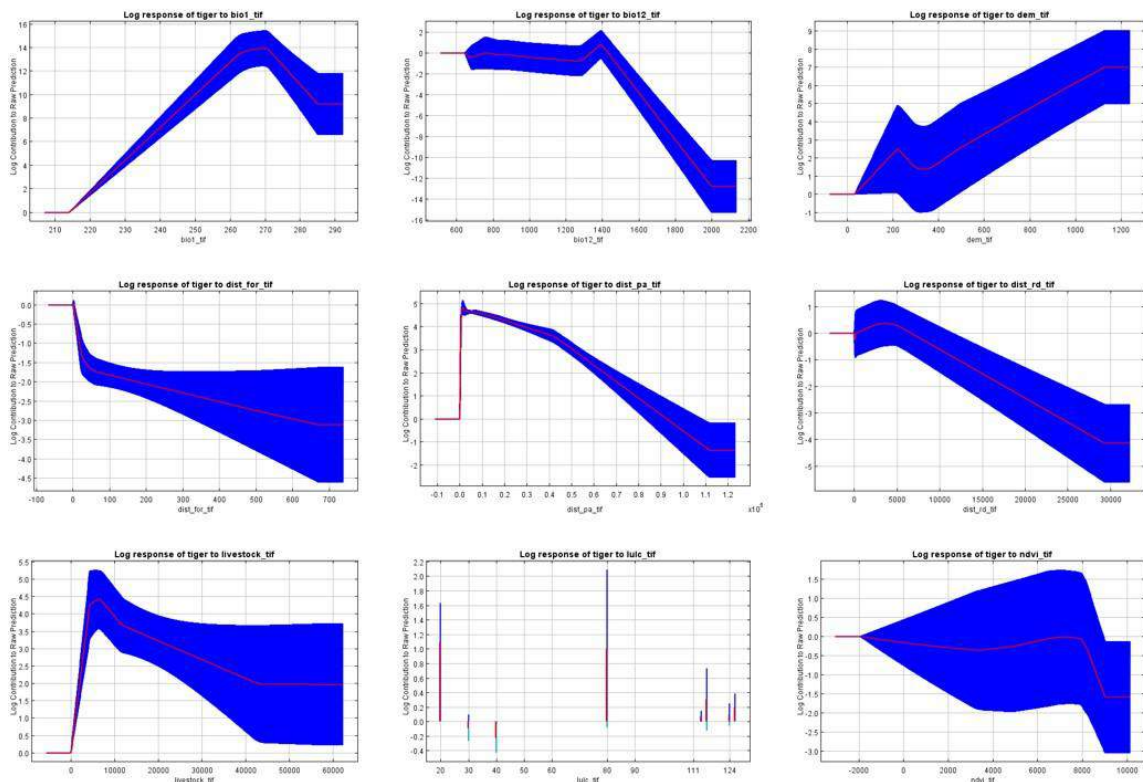 Log response of tiger to bio1_tif
Log Contribution to Raw Prediction
16
14
12
10
8
6
4
2
0
210 220 230 240 250 260 270 280 290
bio1_tif
Log response of tiger to bio12_tif
Log Contribution to Raw Prediction
4
2
0
-2
-4
-6
-8
-10
-12
-14
-16
600 800 1000 1200 1400 1600 1800 2000 2200
bio12_tif
Log response of tiger to dem_tif
Log Contribution to Raw Prediction
9
8
7
6
5
4
3
2
1
0
-1
0 200 400 600 800 1000 1200
dem_tif
Log response of tiger to dist_for_tif
Log Contribution to Raw Prediction
0.0
-0.5
-1.0
-1.5
-2.0
-2.5
-3.0
-3.5
-4.0
-4.5
-100 0 100 200 300 400 500 600 700
dist_for_tif
Log response of tiger to dist_pa_tif
Log Contribution to Raw Prediction
5
4
3
2
1
0
-1
-2
-0.1 0.0 0.1 0.2 0.3 0.4 0.5 0.6 0.7 0.8 0.9 1.0 1.1 1.2
dist_pa_tif
Log response of tiger to dist_rd_tif
Log Contribution to Raw Prediction
1
0
-1
-2
-3
-4
-5
0 5000 10000 15000 20000 25000 30000
dist_rd_tif
Log response of tiger to livestock_tif
Log Contribution to Raw Prediction
5.5
5.0
4.5
4.0
3.5
3.0
2.5
2.0
1.5
1.0
0.5
0.0
0 10000 20000 30000 40000 50000 60000
livestock_tif
Log response of tiger to lulc_tif
Log Contribution to Raw Prediction
2.2
2.0
1.8
1.6
1.4
1.2
1.0
0.8
0.6
0.4
0.2
0.0
-0.2
-0.4
20 30 40 80 90 111 124
lulc_tif
Log response of tiger to ndvi_tif
Log Contribution to Raw Prediction
1.5
1.0
0.5
0.0
-0.5
-1.0
-1.5
-2.0
-2.5
-3.0
-2000 0 2000 4000 6000 8000 10000
ndvi_tif